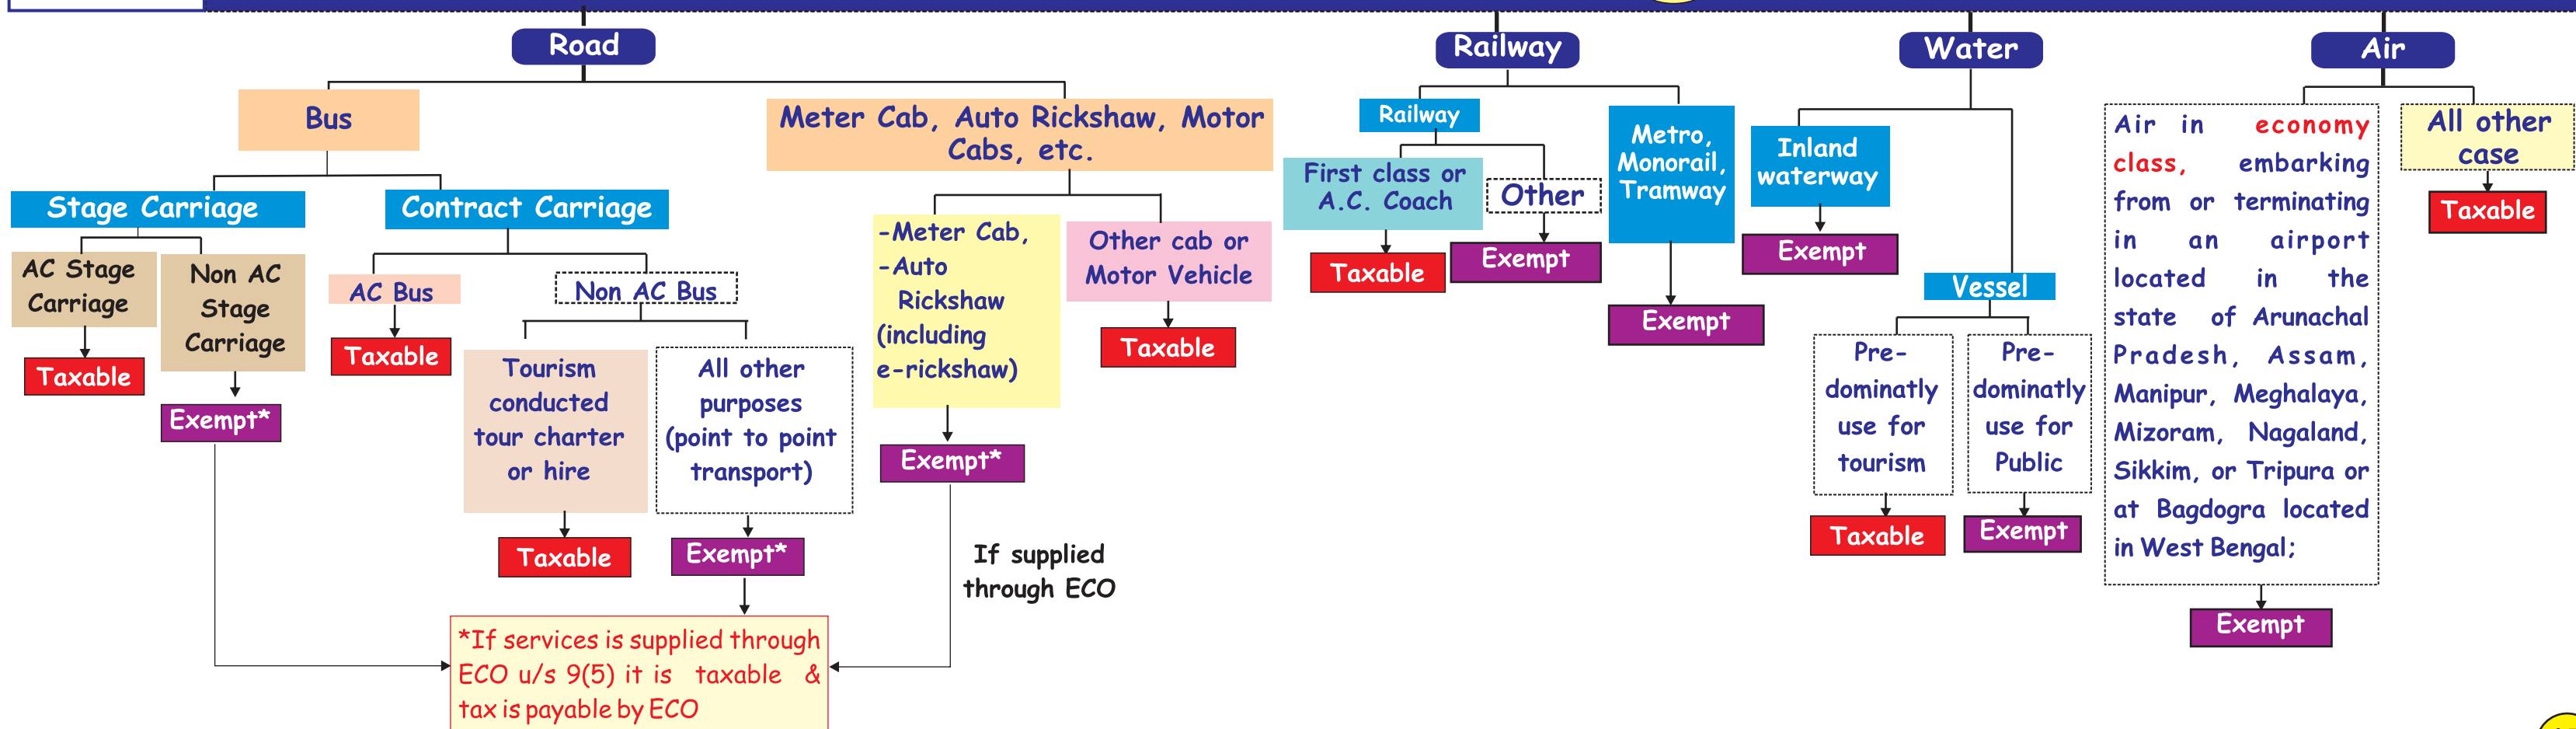 Road
Bus
Stage Carriage
AC Stage
Carriage
Taxable
Non AC
Stage
Carriage
Exempt*
Contract Carriage
AC Bus
Taxable
Non AC Bus
Tourism
conducted
tour charter
or hire
Taxable
All other
purposes
(point to point
transport)
Exempt*
Meter Cab, Auto Rickshaw, Motor
Cabs, etc.
-Meter Cab,
-Auto
Rickshaw
(including
e-rickshaw)
Exempt*
If supplied
through ECO
Other cab or
Motor Vehicle
Taxable
*If services is supplied through
ECO u/s 9(5) it is taxable &
tax is payable by ECO
Railway
Railway
First class or
A.C. Coach
Taxable
Other
Exempt
Metro,
Monorail,
Tramway
Exempt
Water
Inland
waterway
Exempt
Vessel
Pre-
dominatly
use for
tourism
Taxable
Pre-
dominatly
use for
Public
Exempt
Air
Air in economy
class, embarking
from or terminating
in an airport
located in the
state of Arunachal
Pradesh, Assam,
Manipur, Meghalaya,
Mizoram, Nagaland,
Sikkim, or Tripura or
at Bagdogra located
in West Bengal;
Exempt
All other
case
Taxable